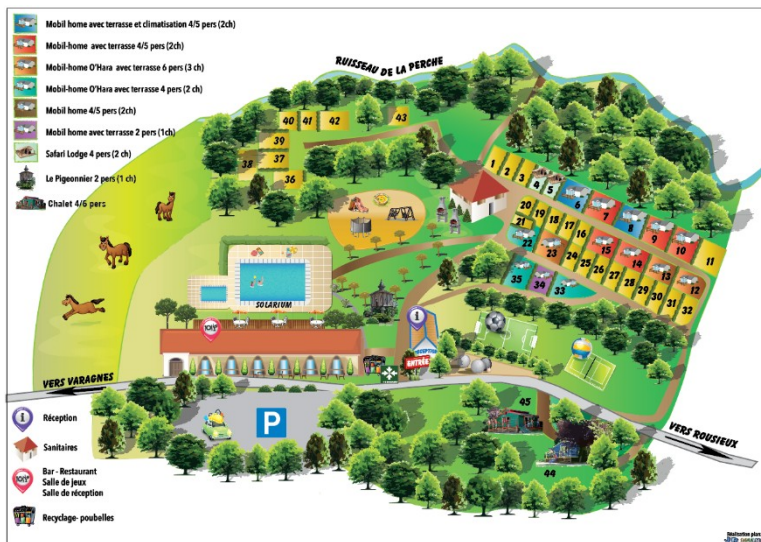 Mobil home avec terrasse et climatisation 4/5 pers (2ch)
Mobil-home avec terrasse 4/5 pers (2ch)
Mobil-home O'Hara avec terrasse 6 pers (3 ch)
Mobil-home O'Hara avec terrasse 4 pers (2 ch)
Mobil home 4/5 pers (2ch)
Mobil home avec terrasse 2 pers (1ch)
Safari Lodge 4 pers (2 ch)
Le Pigeonnier 2 pers (1 ch)
Chalet 4/6 pers
RUISSEAU DE LA PERCHE
40 41 42 43
39
38 37
36
1 2 3 4 5 6 7 9 10 11
20 19 18 17 16 15 14 13 12
21
22 23 24 25 26 27 28 29 30 31 32
35 34 33
SOLARIUM
i
RÉCEPTION
ENTRÉE
VERS VARAGNES
P
45
44
VERS ROUSIEUX
i Réception
Sanitaires
Bar - Restaurant
Salle de jeux
Salle de réception
Recyclage- poubelles
Réalisation plan: